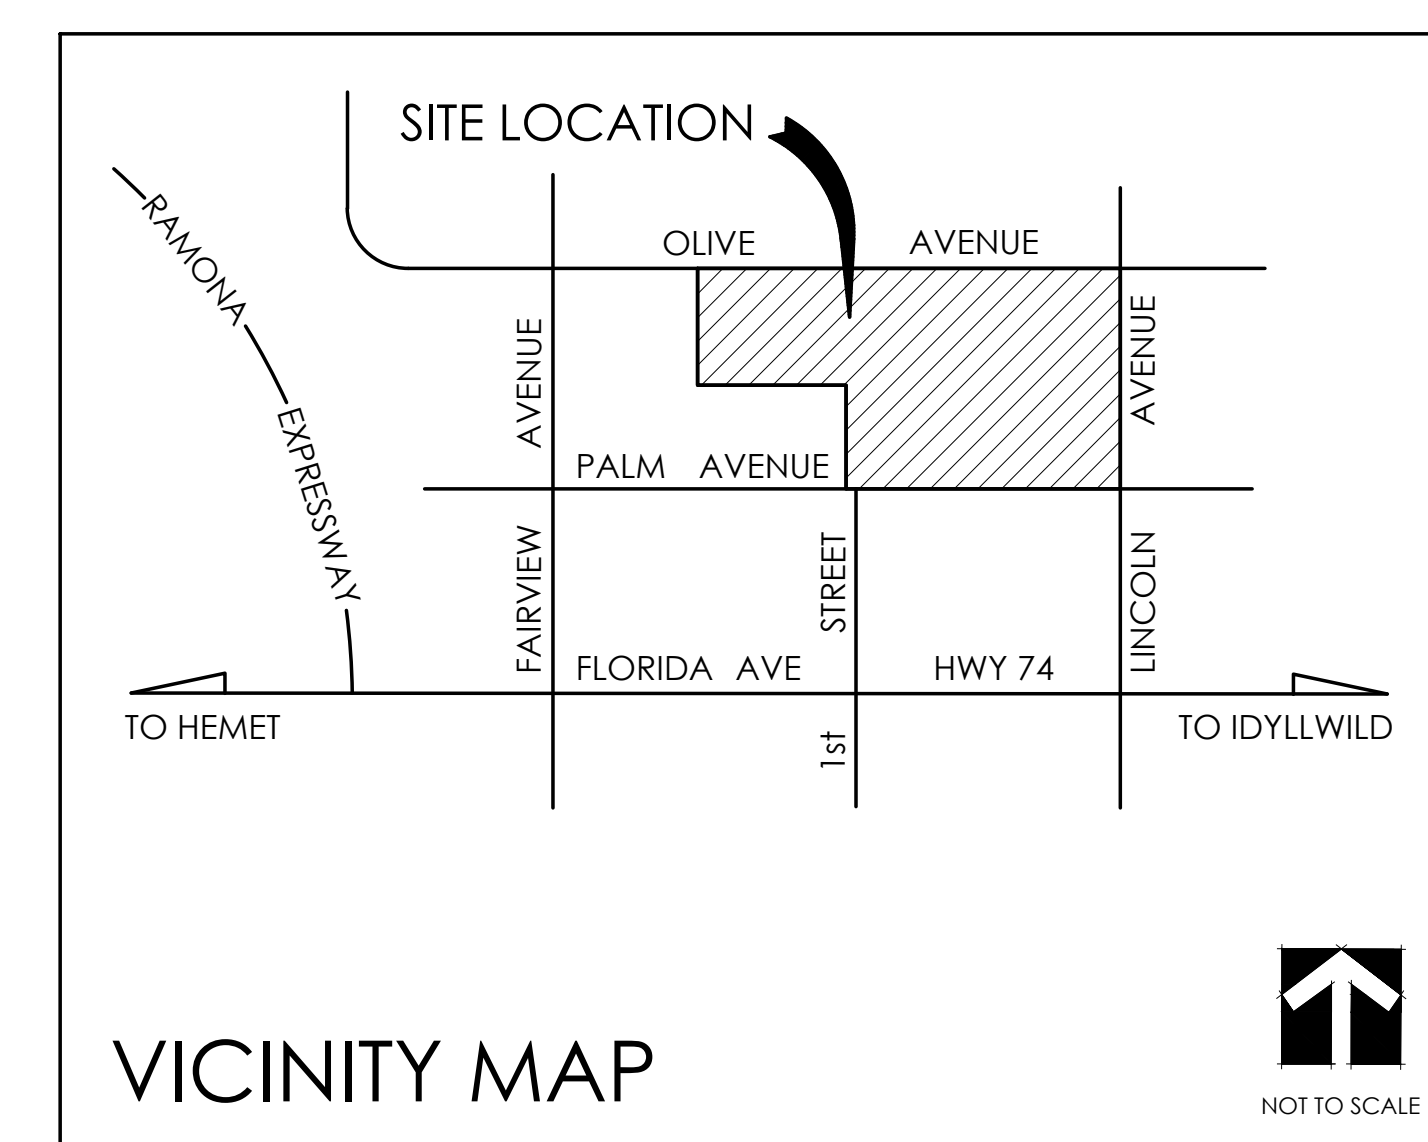 SITE LOCATION
RAMONA EXPRESSWAY
OLIVE AVENUE
FAIRVIEW AVENUE
LINCOLN AVENUE
PALM AVENUE
1st STREET
FLORIDA AVE HWY 74
TO HEMET
TO IDYLLWILD
VICINITY MAP
NOT TO SCALE